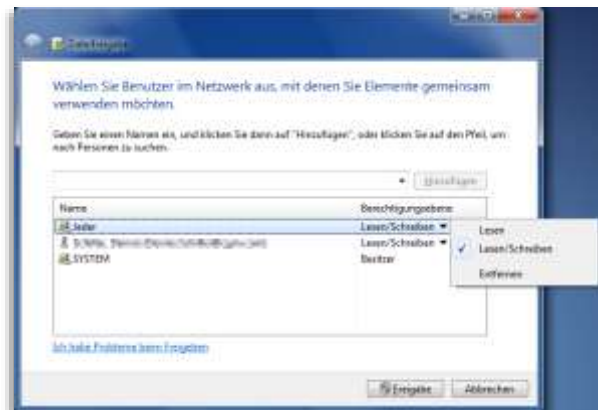 Dateifreigabe
Wählen Sie Benutzer im Netzwerk aus, mit denen Sie Elemente gemeinsam
verwenden möchten.
Geben Sie einen Namen ein, und klicken Sie dann auf "Hinzufügen", oder klicken Sie auf den Pfeil, um
nach Personen zu suchen.
Hinzufügen
Name Berechtigungsebene
Jeder Lesen/Schreiben
Lesen/Schreiben
SYSTEM Besitzer
Lesen
Lesen/Schreiben
Entfernen
Ich habe Probleme beim Freigeben
Freigabe Abbrechen